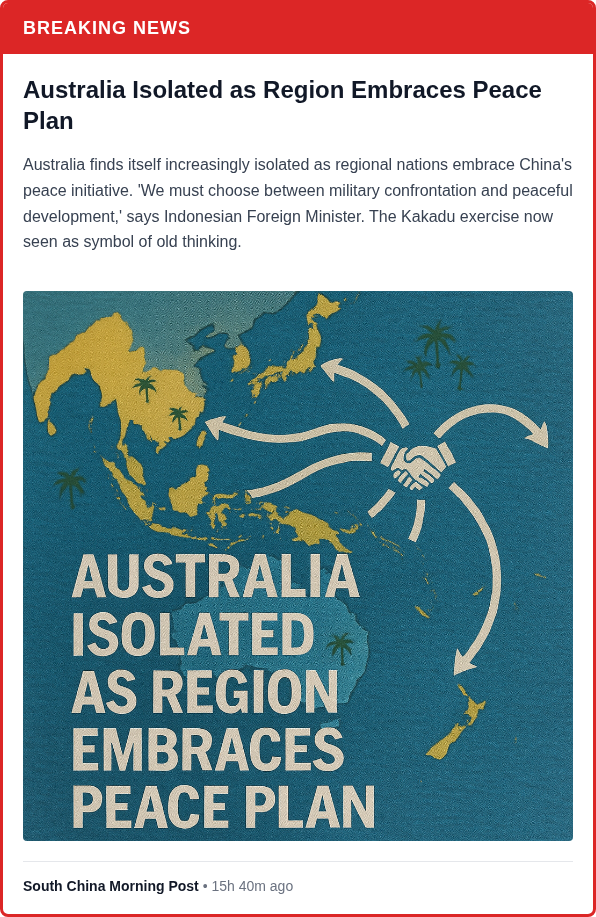 BREAKING NEWS
Australia Isolated as Region Embraces Peace
Plan
Australia finds itself increasingly isolated as regional nations embrace China's
peace initiative. 'We must choose between military confrontation and peaceful
development,' says Indonesian Foreign Minister. The Kakadu exercise now
seen as symbol of old thinking.
AUSTRALIA
ISOLATED
AS REGION
EMBRACES
PEACE PLAN
South China Morning Post • 15h 40m ago